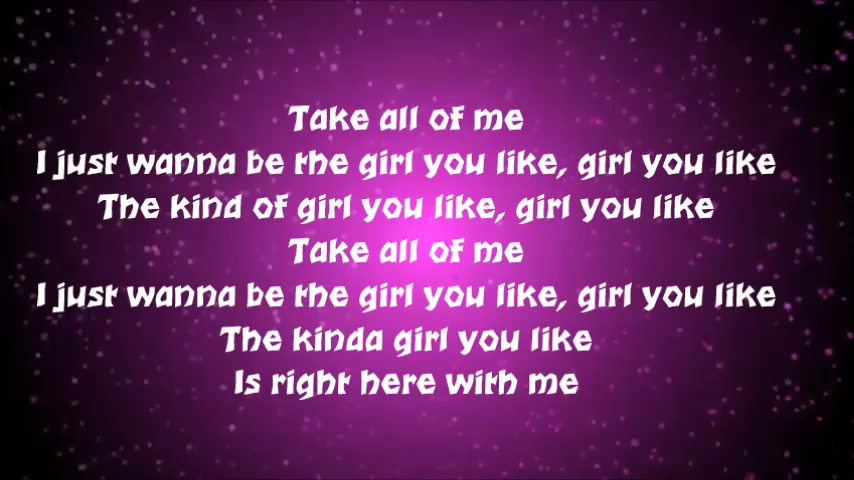 Take all of me
I just wanna be the girl you like, girl you like
The kind of girl you like, girl you like
Take all of me
I just wanna be the girl you like, girl you like
The kinda girl you like
Is right here with me